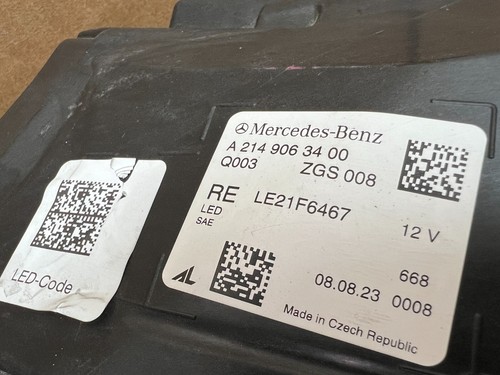 Mercedes-Benz
A 214 906 34 00
Q003 ZGS 008
RE LE21F6467
LED
SAE
12 V
668
08.08.23 0008
AL
Made in Czech Republic
LED-Code